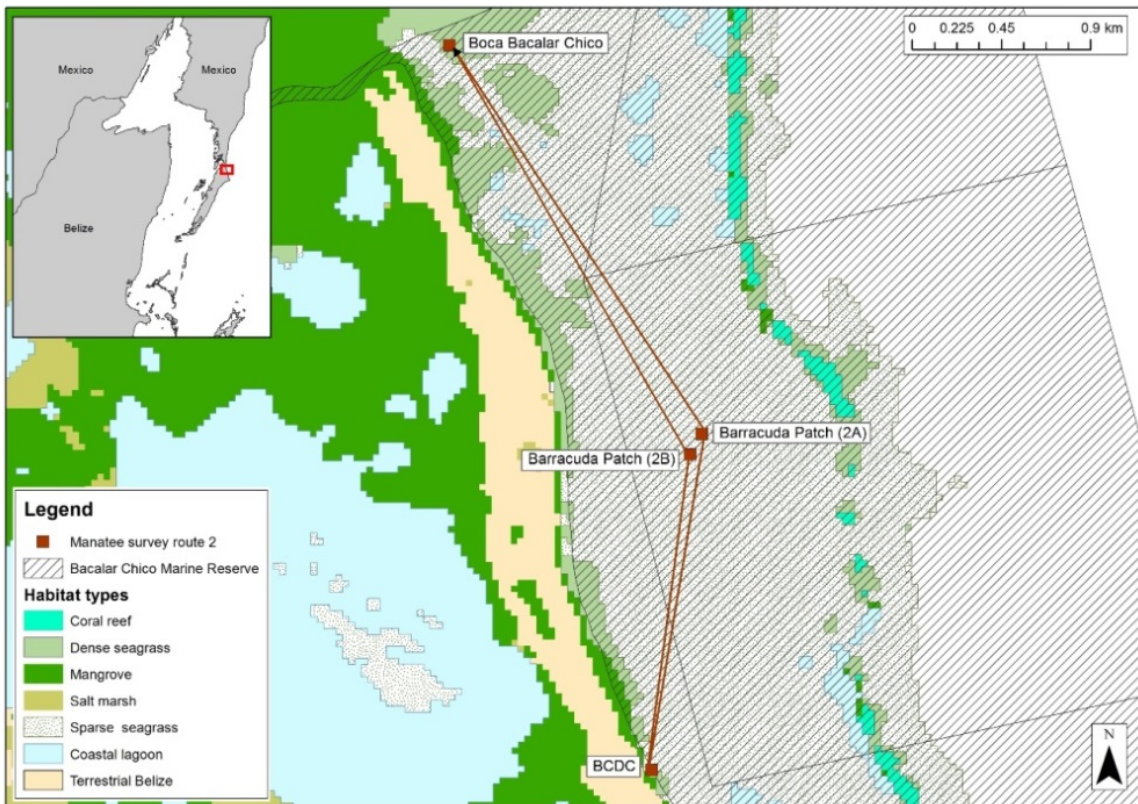 Mexico
Mexico
Belize
Boca Bacalar Chico
0 0.225 0.45 0.9 km
Barracuda Patch (2A)
Barracuda Patch (2B)
BCDC
N
Legend
Manatee survey route 2
Bacalar Chico Marine Reserve
Habitat types
Coral reef
Dense seagrass
Mangrove
Salt marsh
Sparse seagrass
Coastal lagoon
Terrestrial Belize